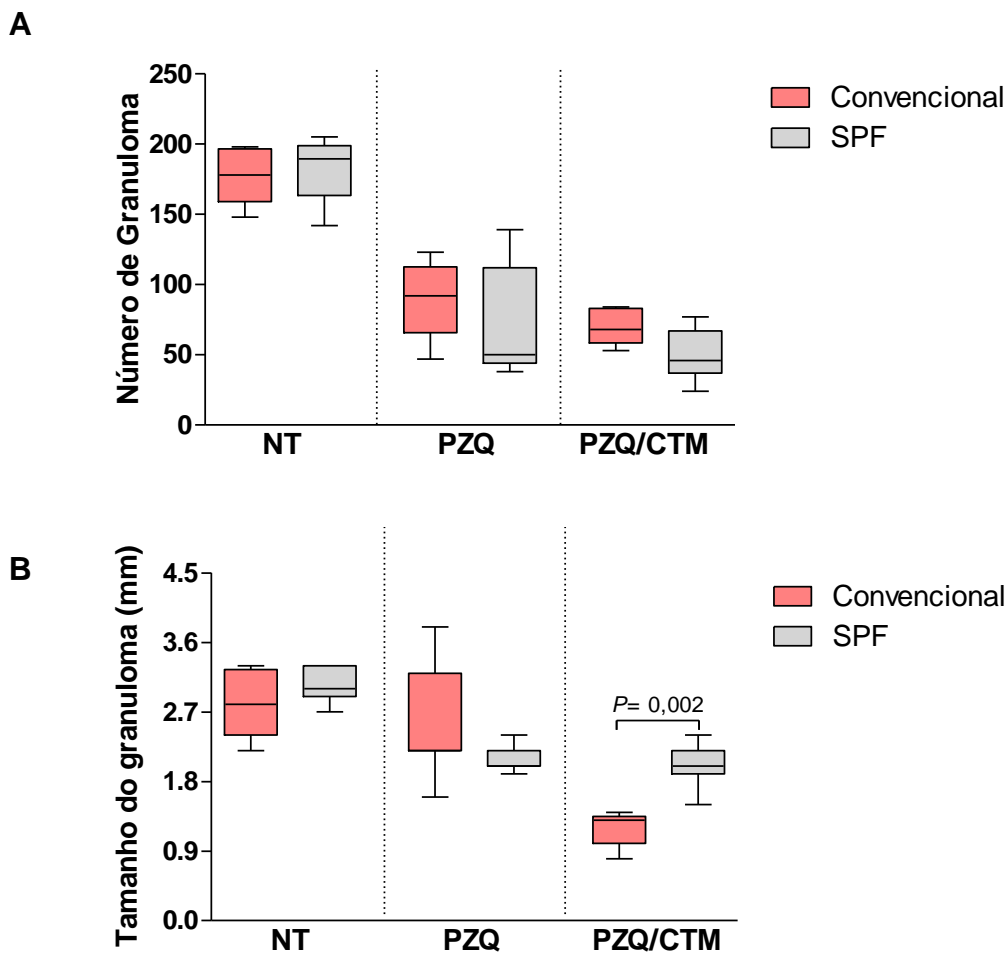 A
Número de Granuloma
250
200
150
100
50
0
NT
PZQ
PZQ/CTM
Convencional
SPF
B
Tamanho do granuloma (mm)
4.5
3.6
2.7
1.8
0.9
0.0
P= 0,002
NT
PZQ
PZQ/CTM
Convencional
SPF